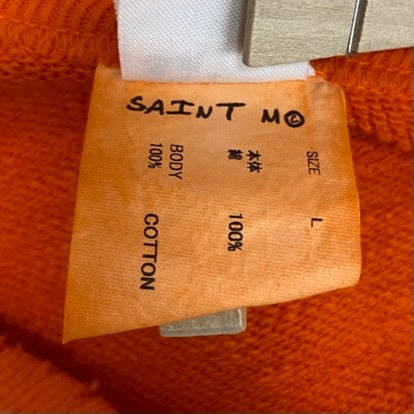 SAINT M©
SIZE L
本体
綿 100%
BODY
100% COTTON